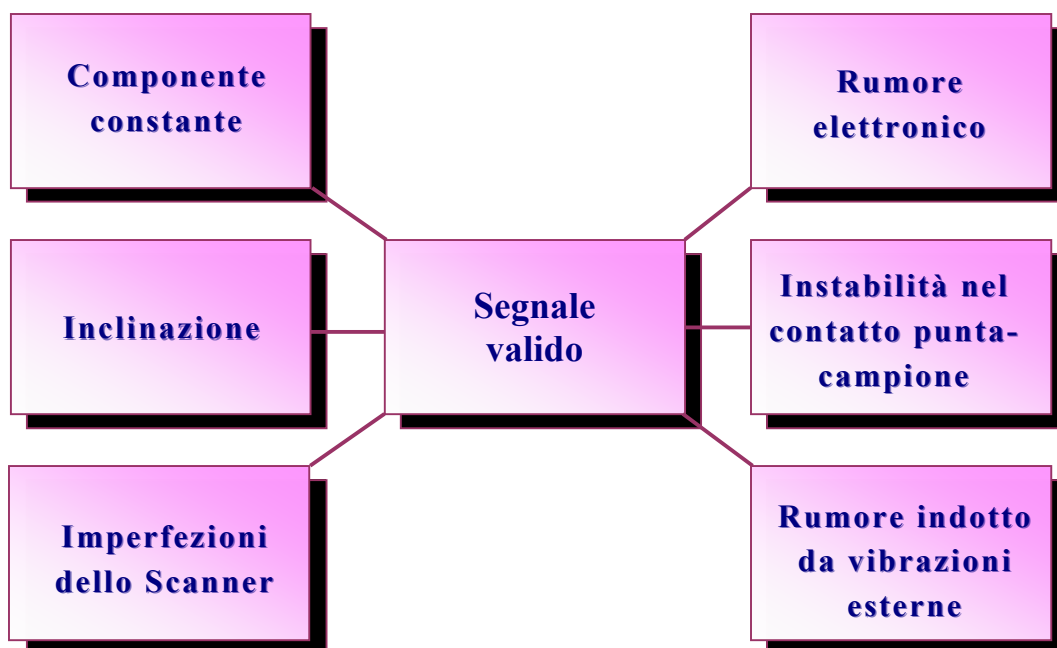 Componente
constante
Rumore
elettronico
Inclinazione
Segnale
valido
Instabilità nel
contatto punta-
campione
Imperfezioni
dello Scanner
Rumore indotto
da vibrazioni
esterne